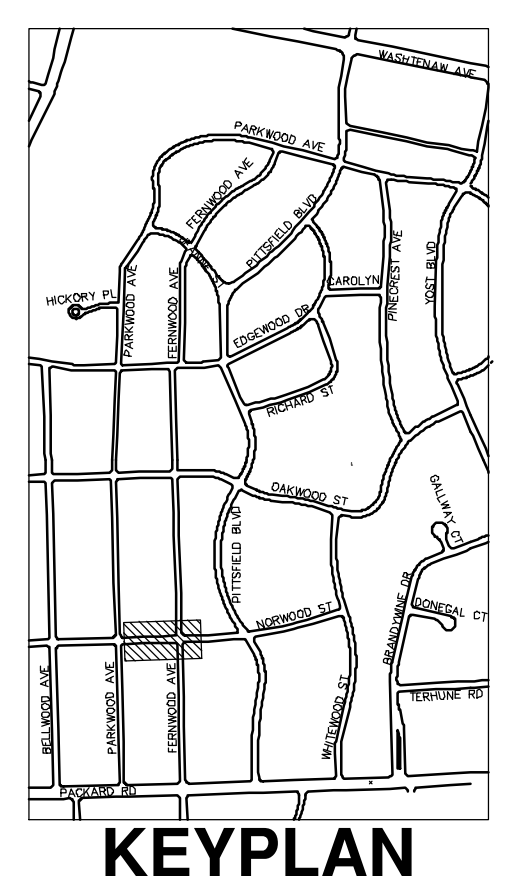 WASHTENAW AVE
PARKWOOD AVE
FERNWOOD AVE
PITTSFIELD BLVD
CAROLYN
PINECREST AVE
YOST BLVD
HICKORY PL
PARKWOOD AVE
FERNWOOD AVE
EDGEWOOD DR
RICHARD ST
OAKWOOD ST
GALLWAY CT
PITTSFIELD BLVD
NORWOOD ST
BRANDYWINE DR
DONEGAL CT
BELLWOOD AVE
PARKWOOD AVE
FERNWOOD AVE
WHITEWOOD ST
TERHUNE RD
PACKARD RD
KEYPLAN